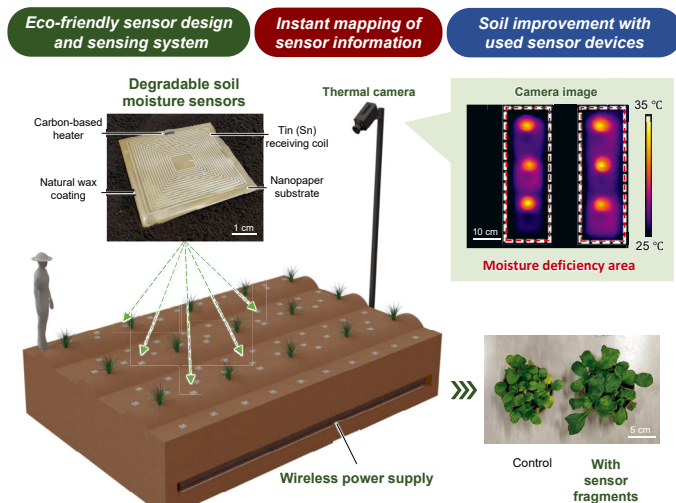 Eco-friendly sensor design
and sensing system
Instant mapping of
sensor information
Soil improvement with
used sensor devices
Degradable soil
moisture sensors
Carbon-based
heater
Tin (Sn)
receiving coil
Natural wax
coating
Nanopaper
substrate
1 cm
Thermal camera
Camera image
35 ℃
10 cm
25 ℃
Moisture deficiency area
Wireless power supply
5 cm
Control
With
sensor
fragments